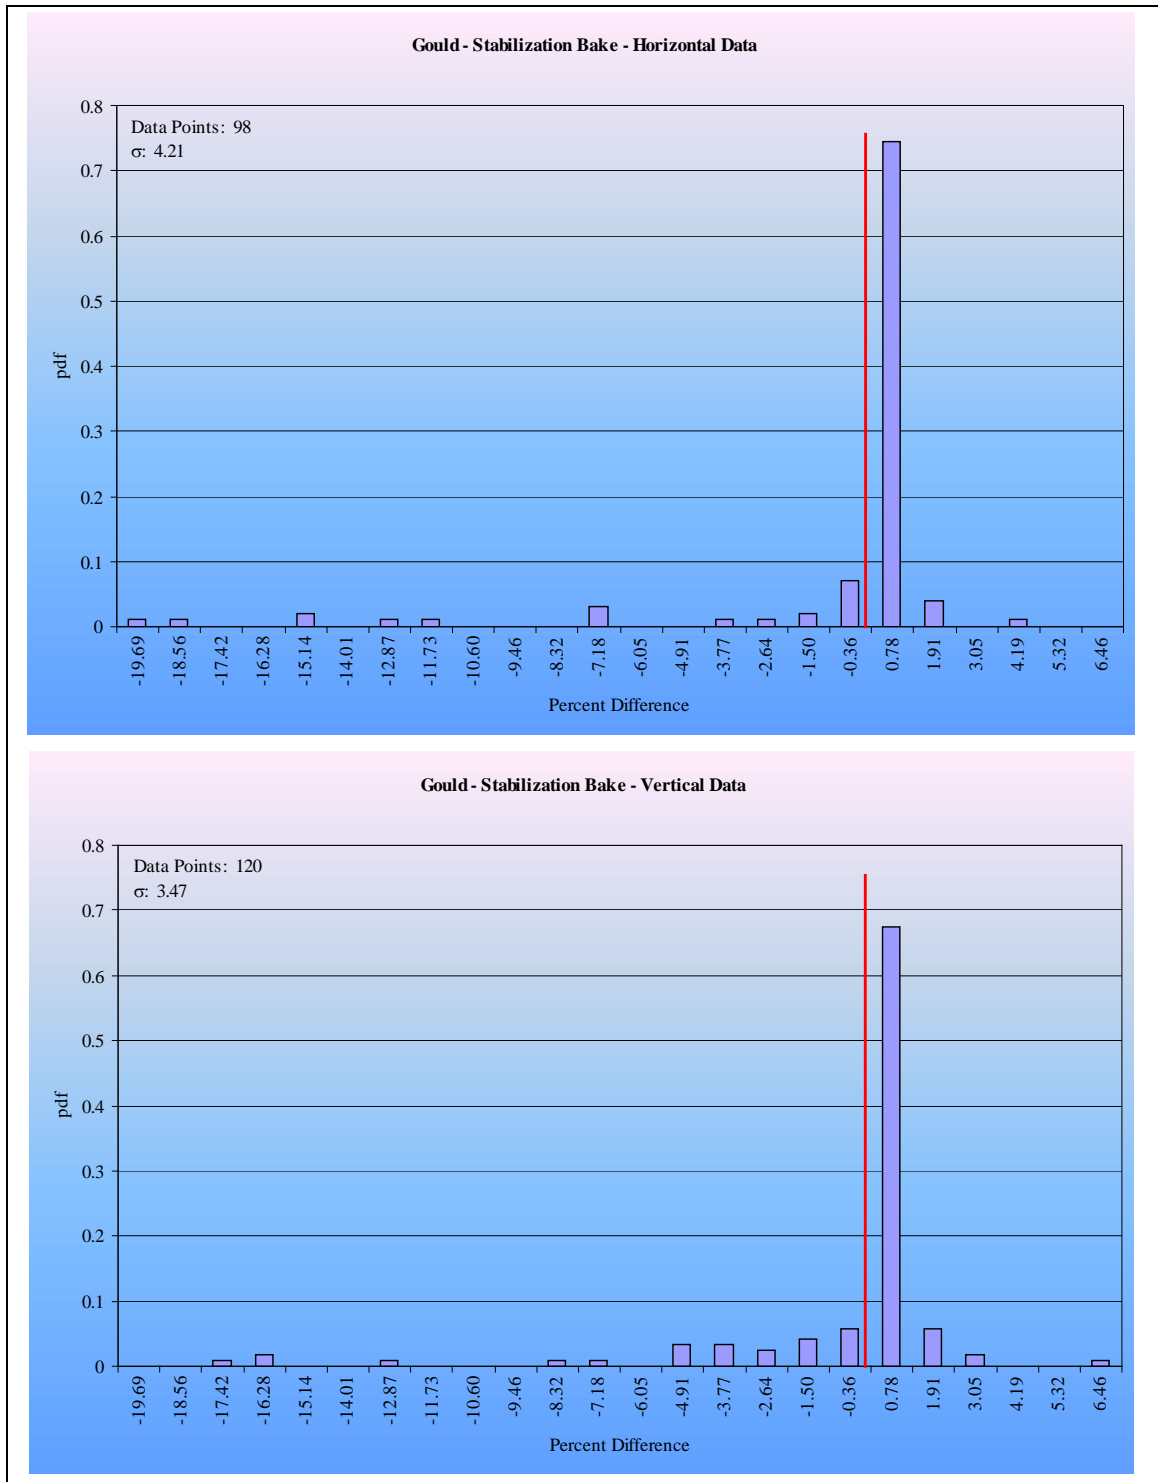 Gould - Stabilization Bake - Horizontal Data
Data Points: 98
σ: 4.21
0.8
0.7
0.6
0.5
0.4
0.3
0.2
0.1
0
pdf
-19.69 -18.56 -17.42 -16.28 -15.14 -14.01 -12.87 -11.73 -10.60 -9.46 -8.32 -7.18 -6.05 -4.91 -3.77 -2.64 -1.50 -0.36 0.78 1.91 3.05 4.19 5.32 6.46
Percent Difference
Gould - Stabilization Bake - Vertical Data
Data Points: 120
σ: 3.47
0.8
0.7
0.6
0.5
0.4
0.3
0.2
0.1
0
pdf
-19.69 -18.56 -17.42 -16.28 -15.14 -14.01 -12.87 -11.73 -10.60 -9.46 -8.32 -7.18 -6.05 -4.91 -3.77 -2.64 -1.50 -0.36 0.78 1.91 3.05 4.19 5.32 6.46
Percent Difference